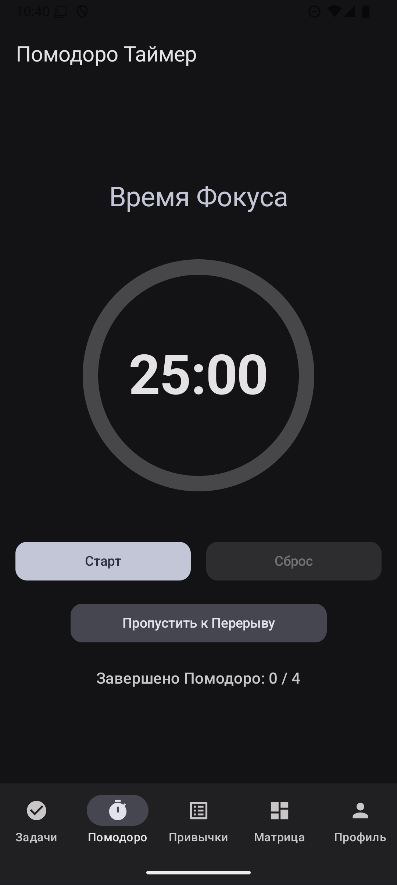 10:40
Помодоро Таймер
Время Фокуса
25:00
Старт
Сброс
Пропустить к Перерыву
Завершено Помодоро: 0 / 4
Задачи
Помодоро
Привычки
Матрица
Профиль